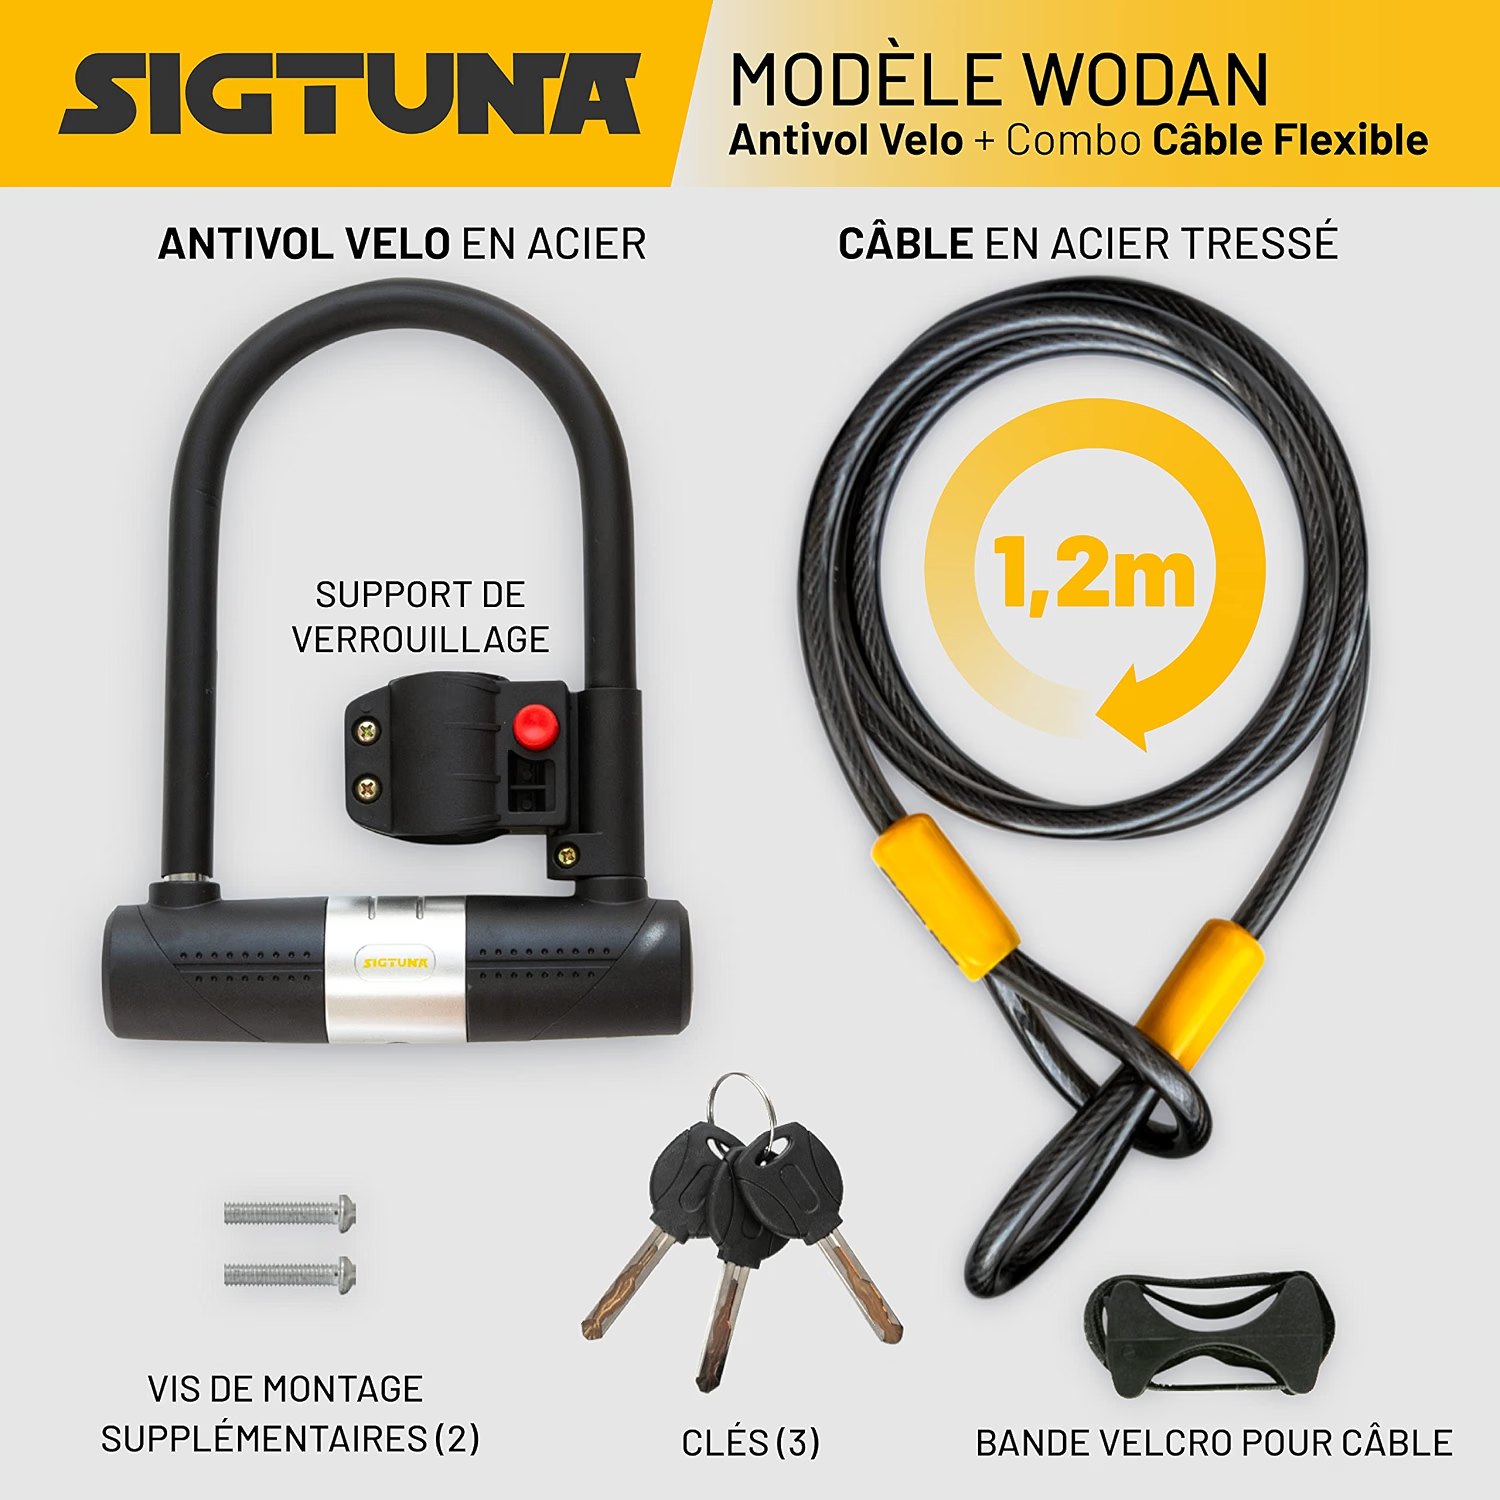 SIGTUNA
MODÈLE WODAN
Antivol Velo + Combo Câble Flexible
ANTIVOL VELO EN ACIER
CÂBLE EN ACIER TRESSÉ
1,2m
SUPPORT DE
VERROUILLAGE
SIGTUNA
VIS DE MONTAGE
SUPPLÉMENTAIRES (2)
CLÉS (3)
BANDE VELCRO POUR CÂBLE